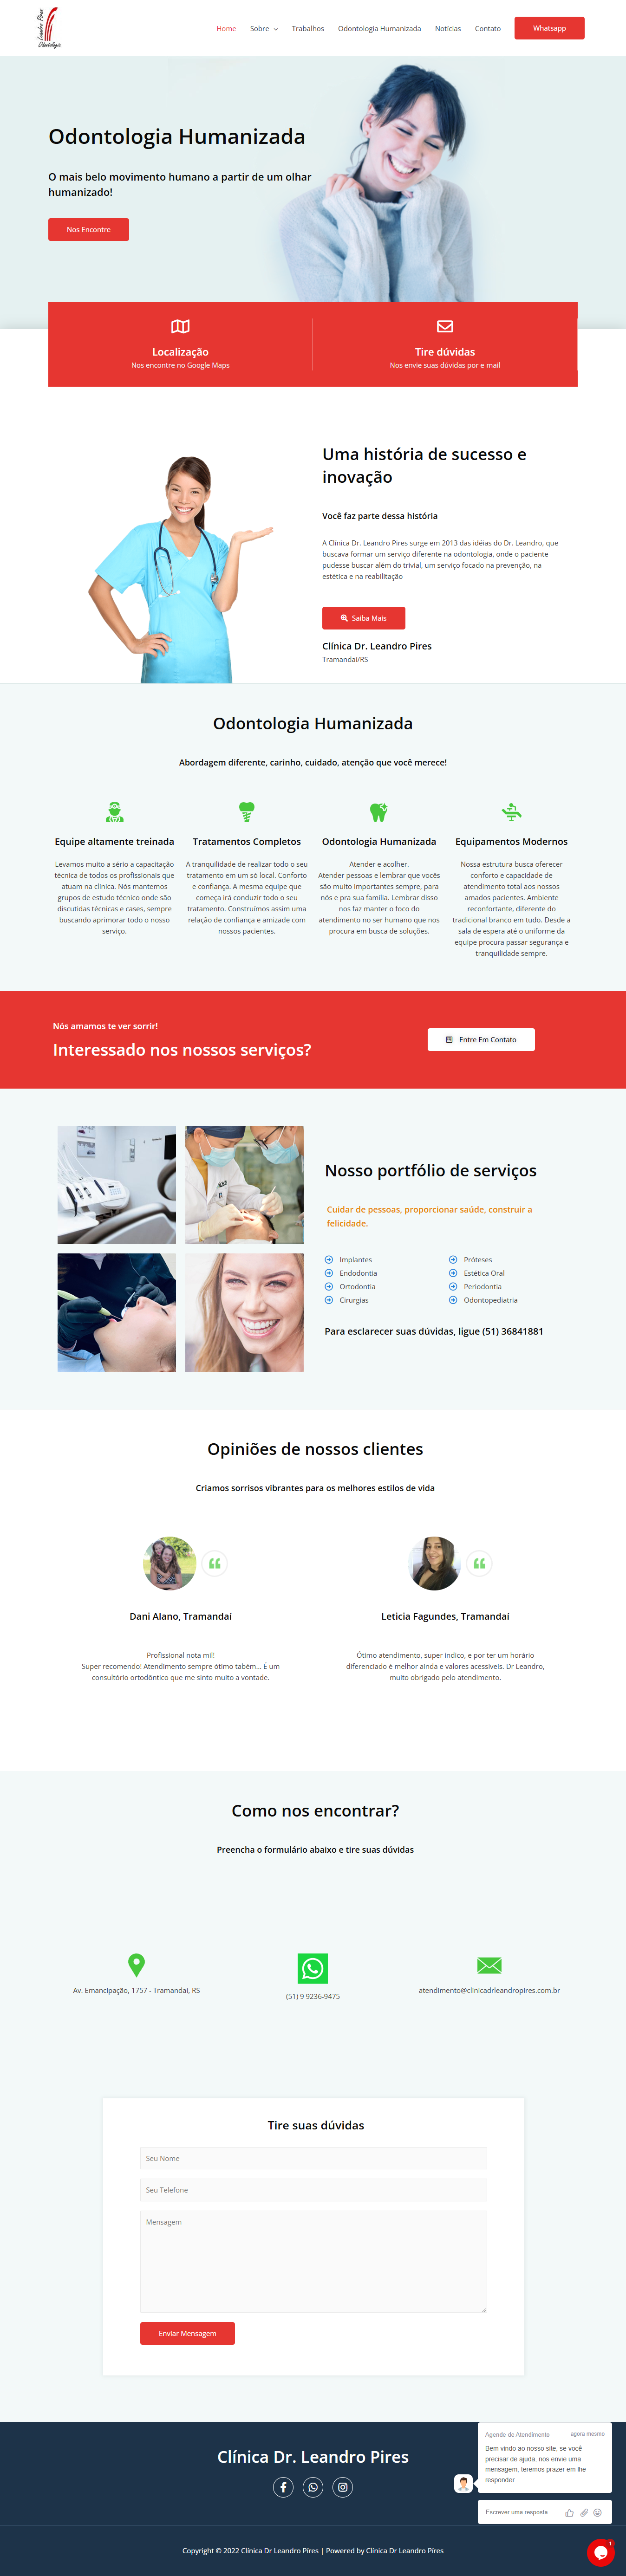 Leandro Pires
Odontologia
Home
Sobre
Trabalhos
Odontologia Humanizada
Notícias
Contato
Whatsapp
Odontologia Humanizada
O mais belo movimento humano a partir de um olhar
humanizado!
Nos Encontre
Localização
Nos encontre no Google Maps
Tire dúvidas
Nos envie suas dúvidas por e-mail
Uma história de sucesso e
inovação
Você faz parte dessa história
A Clínica Dr. Leandro Pires surge em 2013 das idéias do Dr. Leandro, que
buscava formar um serviço diferente na odontologia, onde o paciente
pudesse buscar além do trivial, um serviço focado na prevenção, na
estética e na reabilitação
Saiba Mais
Clínica Dr. Leandro Pires
Tramandaí/RS
Odontologia Humanizada
Abordagem diferente, carinho, cuidado, atenção que você merece!
Equipe altamente treinada
Levamos muito a sério a capacitação
técnica de todos os profissionais que
atuam na clínica. Nós mantemos
grupos de estudo técnico onde são
discutidas técnicas e cases, sempre
buscando aprimorar todo o nosso
serviço.
Tratamentos Completos
A tranquilidade de realizar todo o seu
tratamento em um só local. Conforto
e confiança. A mesma equipe que
começa irá conduzir todo o seu
tratamento. Construímos assim uma
relação de confiança e amizade com
nossos pacientes.
Odontologia Humanizada
Atender e acolher.
Atender pessoas e lembrar que vocês
são muito importantes sempre, para
nós e pra sua família. Lembrar disso
nos faz manter o foco do
atendimento no ser humano que nos
procura em busca de soluções.
Equipamentos Modernos
Nossa estrutura busca oferecer
conforto e capacidade de
atendimento total aos nossos
amados pacientes. Ambiente
reconfortante, diferente do
tradicional branco em tudo. Desde a
sala de espera até o uniforme da
equipe procura passar segurança e
tranquilidade sempre.
Nós amamos te ver sorrir!
Interessado nos nossos serviços?
Entre Em Contato
Nosso portfólio de serviços
Cuidar de pessoas, proporcionar saúde, construir a
felicidade.
Implantes
Endodontia
Ortodontia
Cirurgias
Próteses
Estética Oral
Periodontia
Odontopediatria
Para esclarecer suas dúvidas, ligue (51) 36841881
Opiniões de nossos clientes
Criamos sorrisos vibrantes para os melhores estilos de vida
Dani Alano, Tramandaí
Profissional nota mil!
Super recomendo! Atendimento sempre ótimo tabém... É um
consultório ortodôntico que me sinto muito a vontade.
Leticia Fagundes, Tramandaí
Ótimo atendimento, super indico, e por ter um horário
diferenciado é melhor ainda e valores acessíveis. Dr Leandro,
muito obrigado pelo atendimento.
Como nos encontrar?
Preencha o formulário abaixo e tire suas dúvidas
Av. Emancipação, 1757 - Tramandaí, RS
(51) 9 9236-9475
atendimento@clinicadrleandropires.com.br
Tire suas dúvidas
Seu Nome
Seu Telefone
Mensagem
Enviar Mensagem
Clínica Dr. Leandro Pires
Agende de Atendimento
agora mesmo
Bem vindo ao nosso site, se você
precisar de ajuda, nos envie uma
mensagem, teremos prazer em lhe
responder.
Escrever uma resposta.
1
Copyright © 2022 Clínica Dr Leandro Pires | Powered by Clínica Dr Leandro Pires